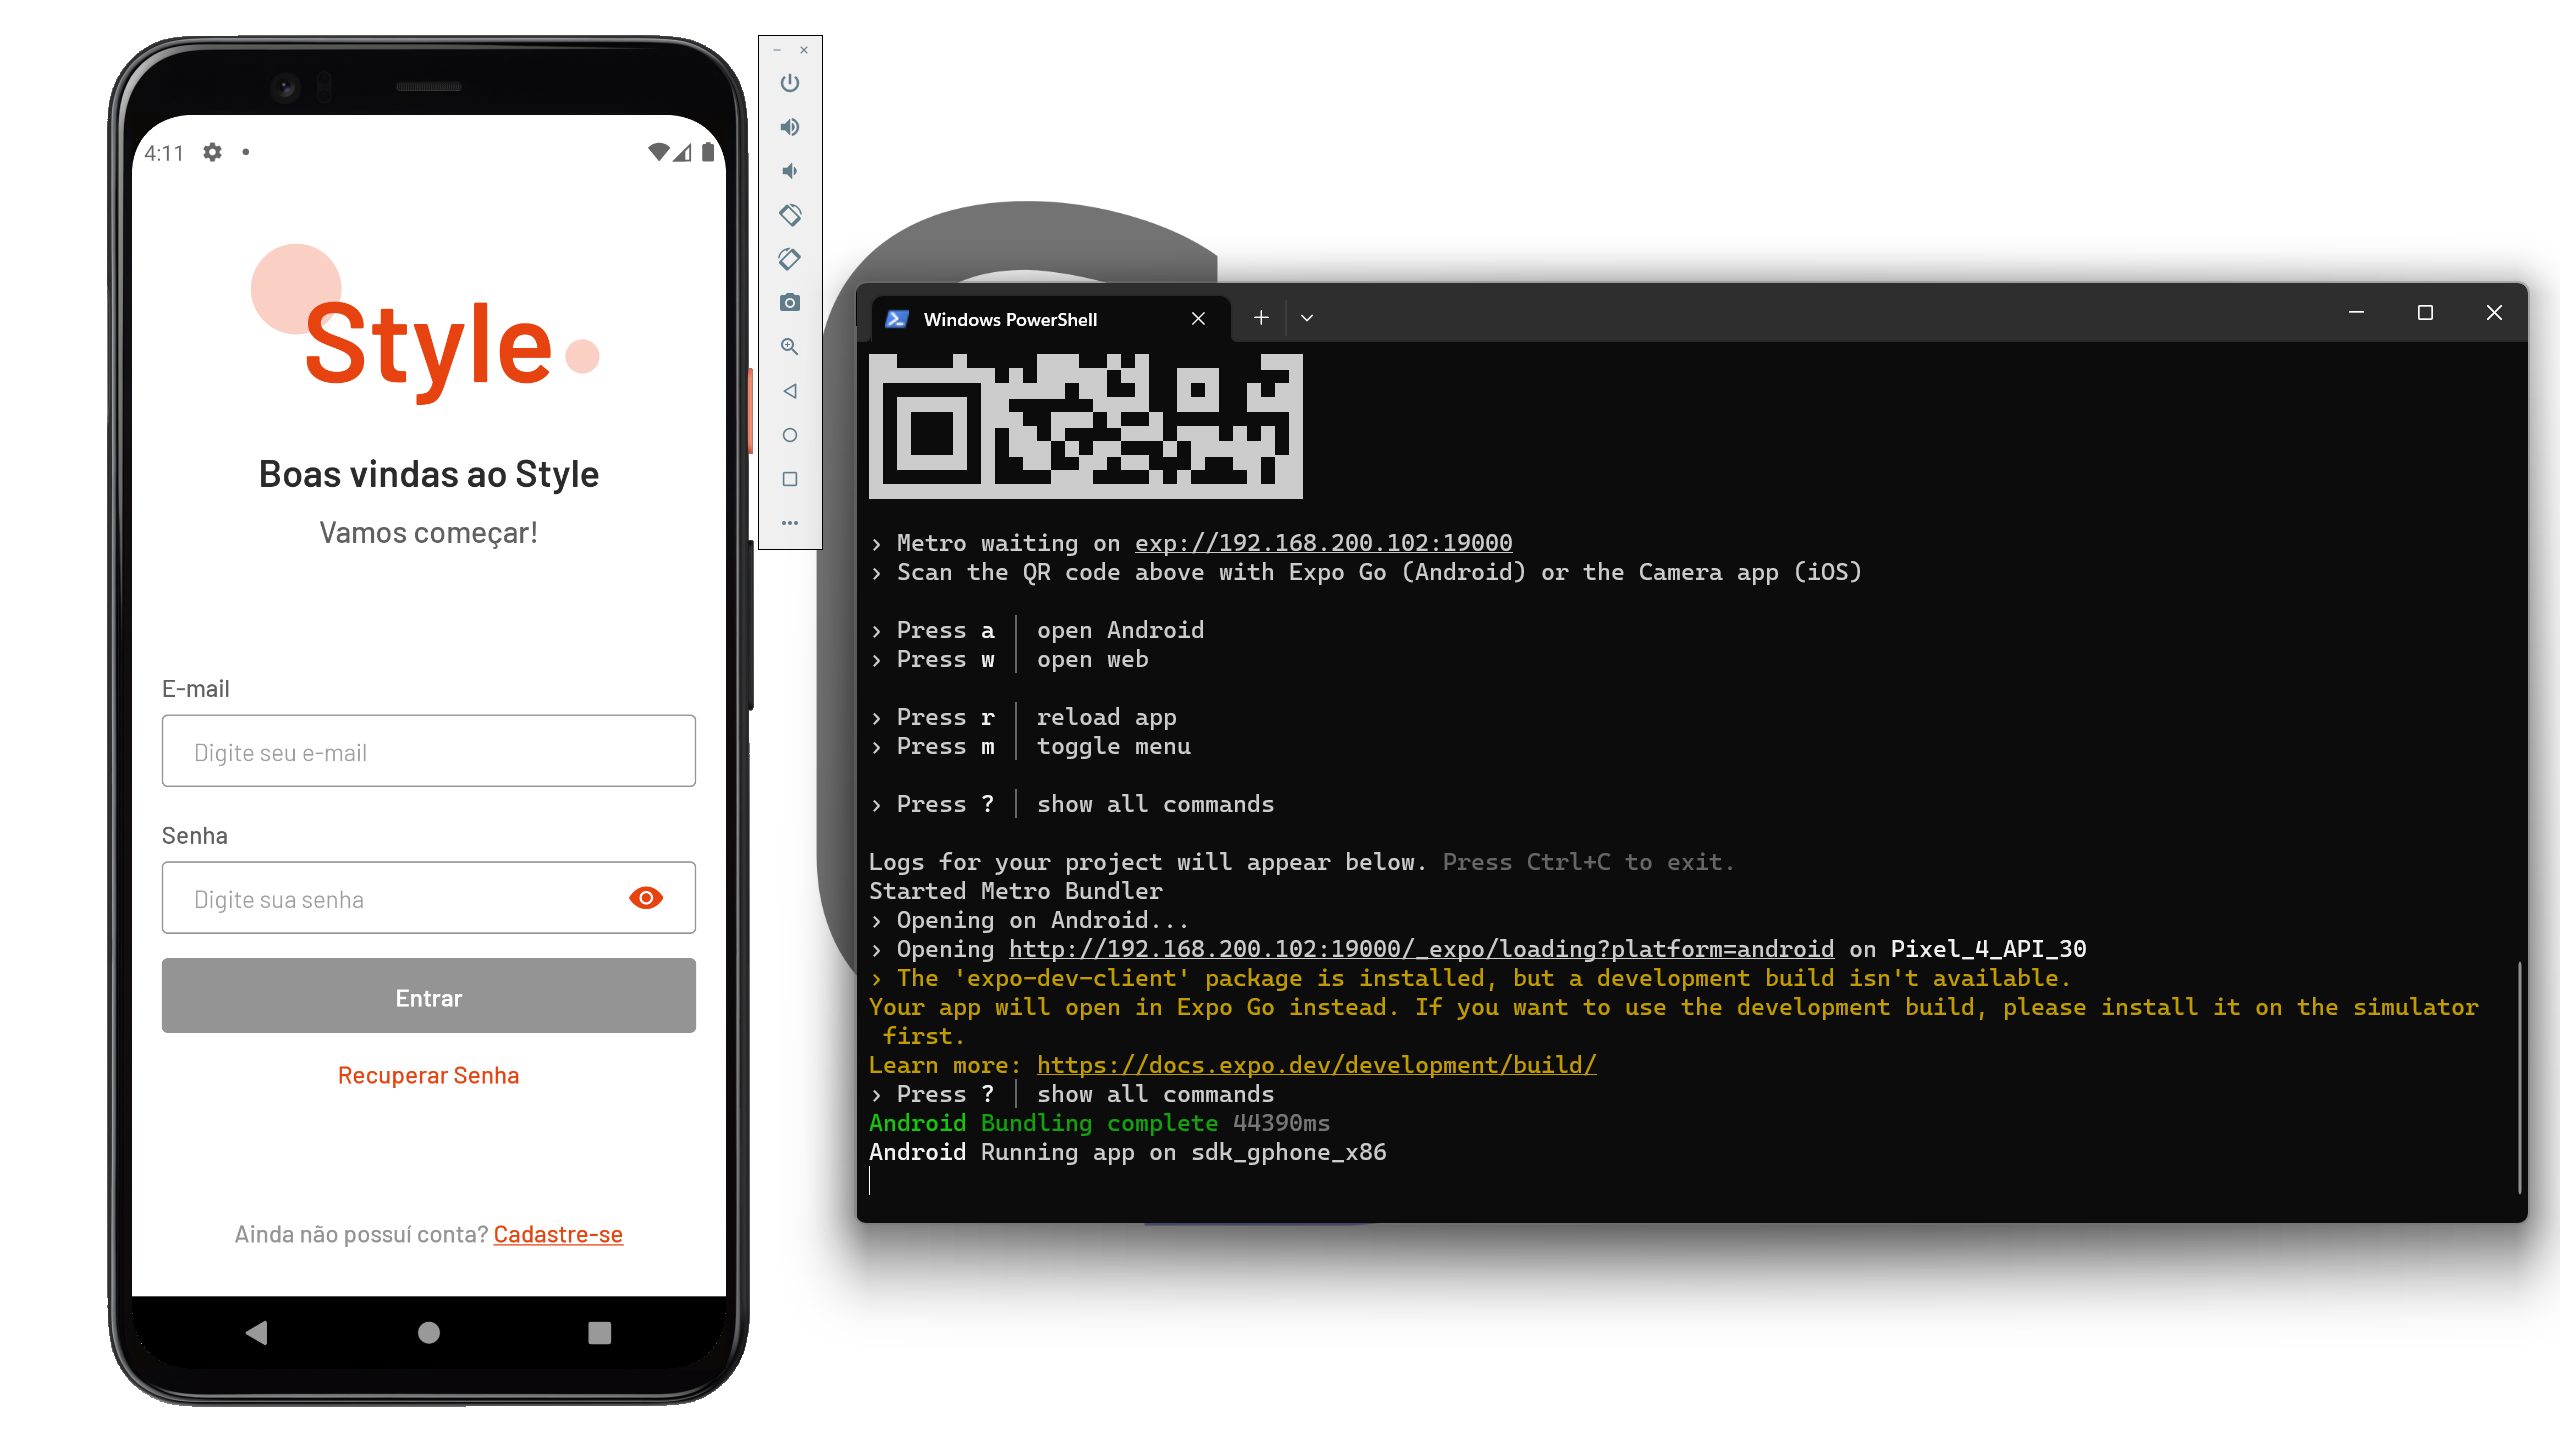 4:11
Style
Boas vindas ao Style
Vamos começar!
E-mail
Digite seu e-mail
Senha
Digite sua senha
Entrar
Recuperar Senha
Ainda não possuí conta? Cadastre-se
Windows PowerShell
› Metro waiting on exp://192.168.200.102:19000
› Scan the QR code above with Expo Go (Android) or the Camera app (iOS)
› Press a │ open Android
› Press w │ open web
› Press r │ reload app
› Press m │ toggle menu
› Press ? │ show all commands
Logs for your project will appear below. Press Ctrl+C to exit.
Started Metro Bundler
› Opening on Android...
› Opening http://192.168.200.102:19000/_expo/loading?platform=android on Pixel_4_API_30
› The 'expo-dev-client' package is installed, but a development build isn't available.
Your app will open in Expo Go instead. If you want to use the development build, please install it on the simulator
first.
Learn more: https://docs.expo.dev/development/build/
› Press ? │ show all commands
Android Bundling complete 44390ms
Android Running app on sdk_gphone_x86